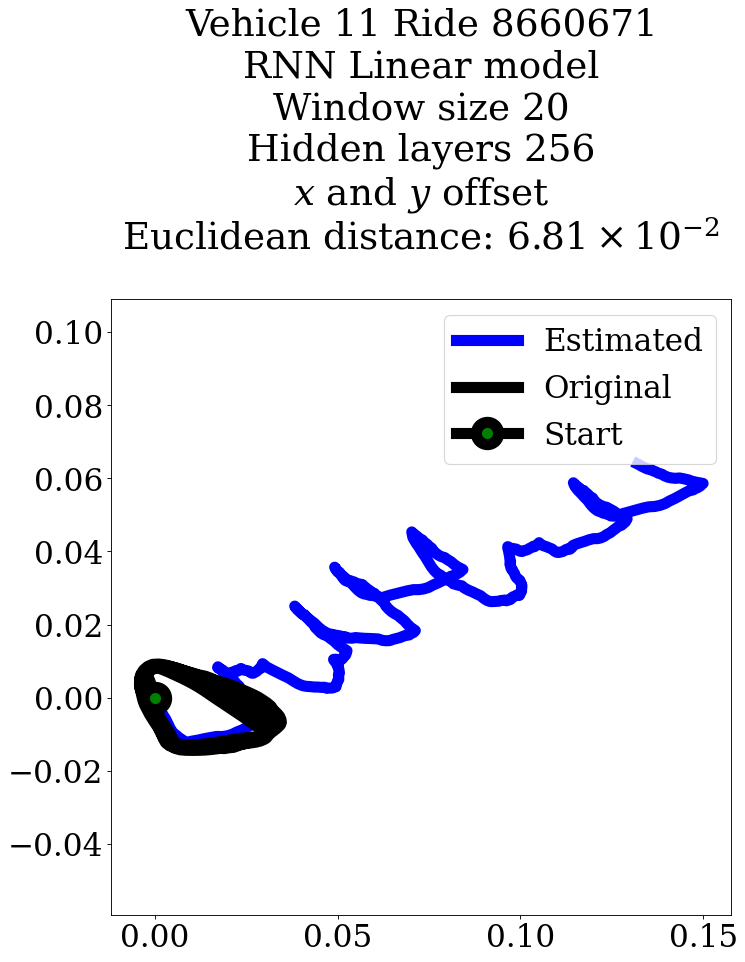 Vehicle 11 Ride 8660671
RNN Linear model
Window size 20
Hidden layers 256
x and y offset
Euclidean distance: 6.81 × 10⁻²
Estimated
Original
Start
0.10
0.08
0.06
0.04
0.02
0.00
−0.02
−0.04
0.00 0.05 0.10 0.15